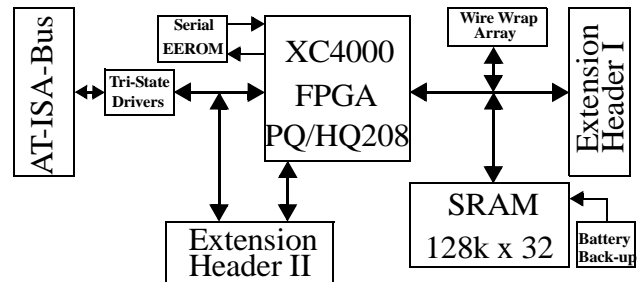 AT-ISA-Bus
Tri-State
Drivers
Serial
EEROM
XC4000
FPGA
PQ/HQ208
Wire Wrap
Array
Extension
Header I
Extension
Header II
SRAM
128k x 32
Battery
Back-up